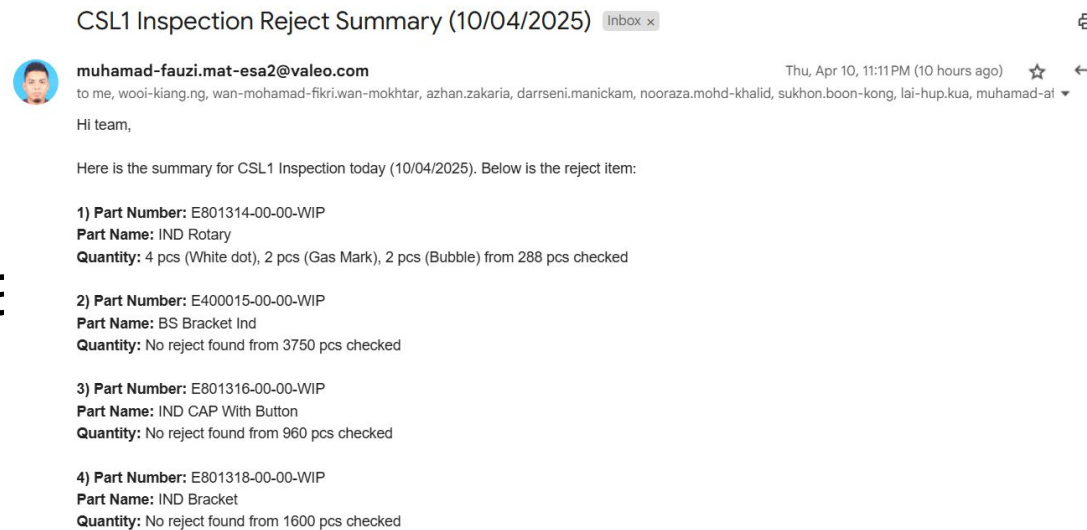 CSL1 Inspection Reject Summary (10/04/2025) Inbox ×
muhamad-fauzi.mat-esa2@valeo.com Thu, Apr 10, 11:11 PM (10 hours ago)
to me, wooi-kiang.ng, wan-mohamad-fikri.wan-mokhtar, azhan.zakaria, darrseni.manickam, nooraza.mohd-khalid, sukhon.boon-kong, lai-hup.kua,
Hi team,
Here is the summary for CSL1 Inspection today (10/04/2025). Below is the reject item:
1) Part Number: E801314-00-00-WIP
Part Name: IND Rotary
Quantity: 4 pcs (White dot), 2 pcs (Gas Mark), 2 pcs (Bubble) from 288 pcs checked
2) Part Number: E400015-00-00-WIP
Part Name: BS Bracket Ind
Quantity: No reject found from 3750 pcs checked
3) Part Number: E801316-00-00-WIP
Part Name: IND CAP With Button
Quantity: No reject found from 960 pcs checked
4) Part Number: E801318-00-00-WIP
Part Name: IND Bracket
Quantity: No reject found from 1600 pcs checked